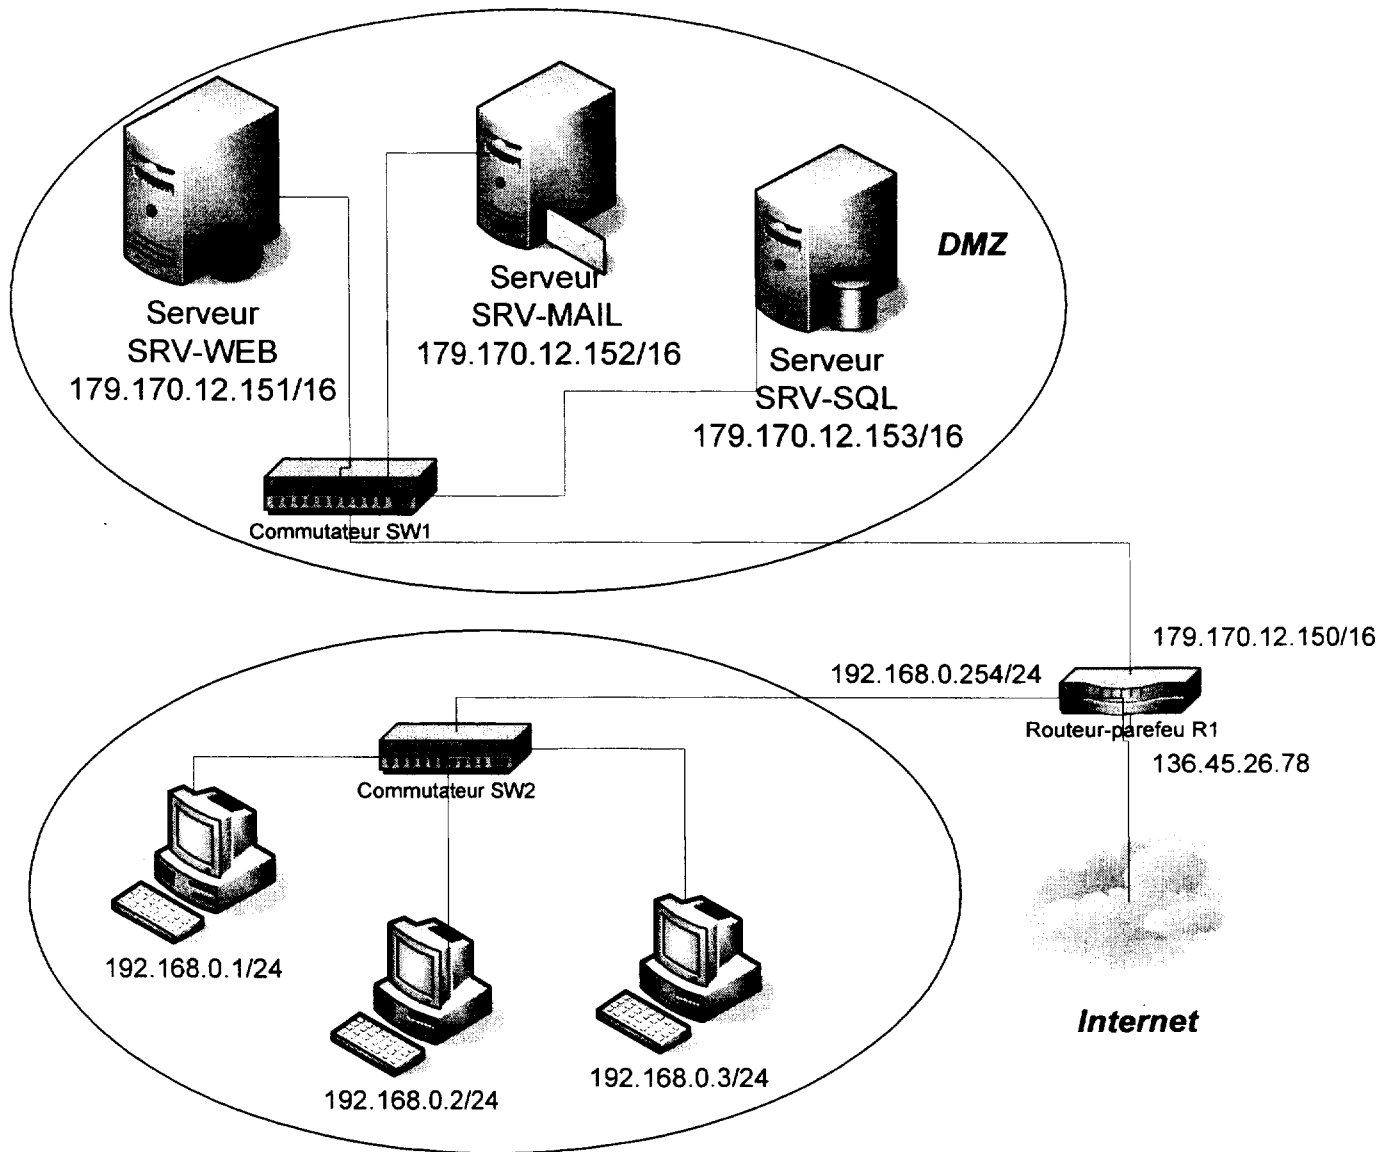 DMZ
Serveur
SRV-WEB
179.170.12.151/16
Serveur
SRV-MAIL
179.170.12.152/16
Serveur
SRV-SQL
179.170.12.153/16
Commutateur SW1
179.170.12.150/16
192.168.0.254/24
Routeur-parefeu R1
136.45.26.78
Commutateur SW2
192.168.0.1/24
192.168.0.2/24
192.168.0.3/24
Internet